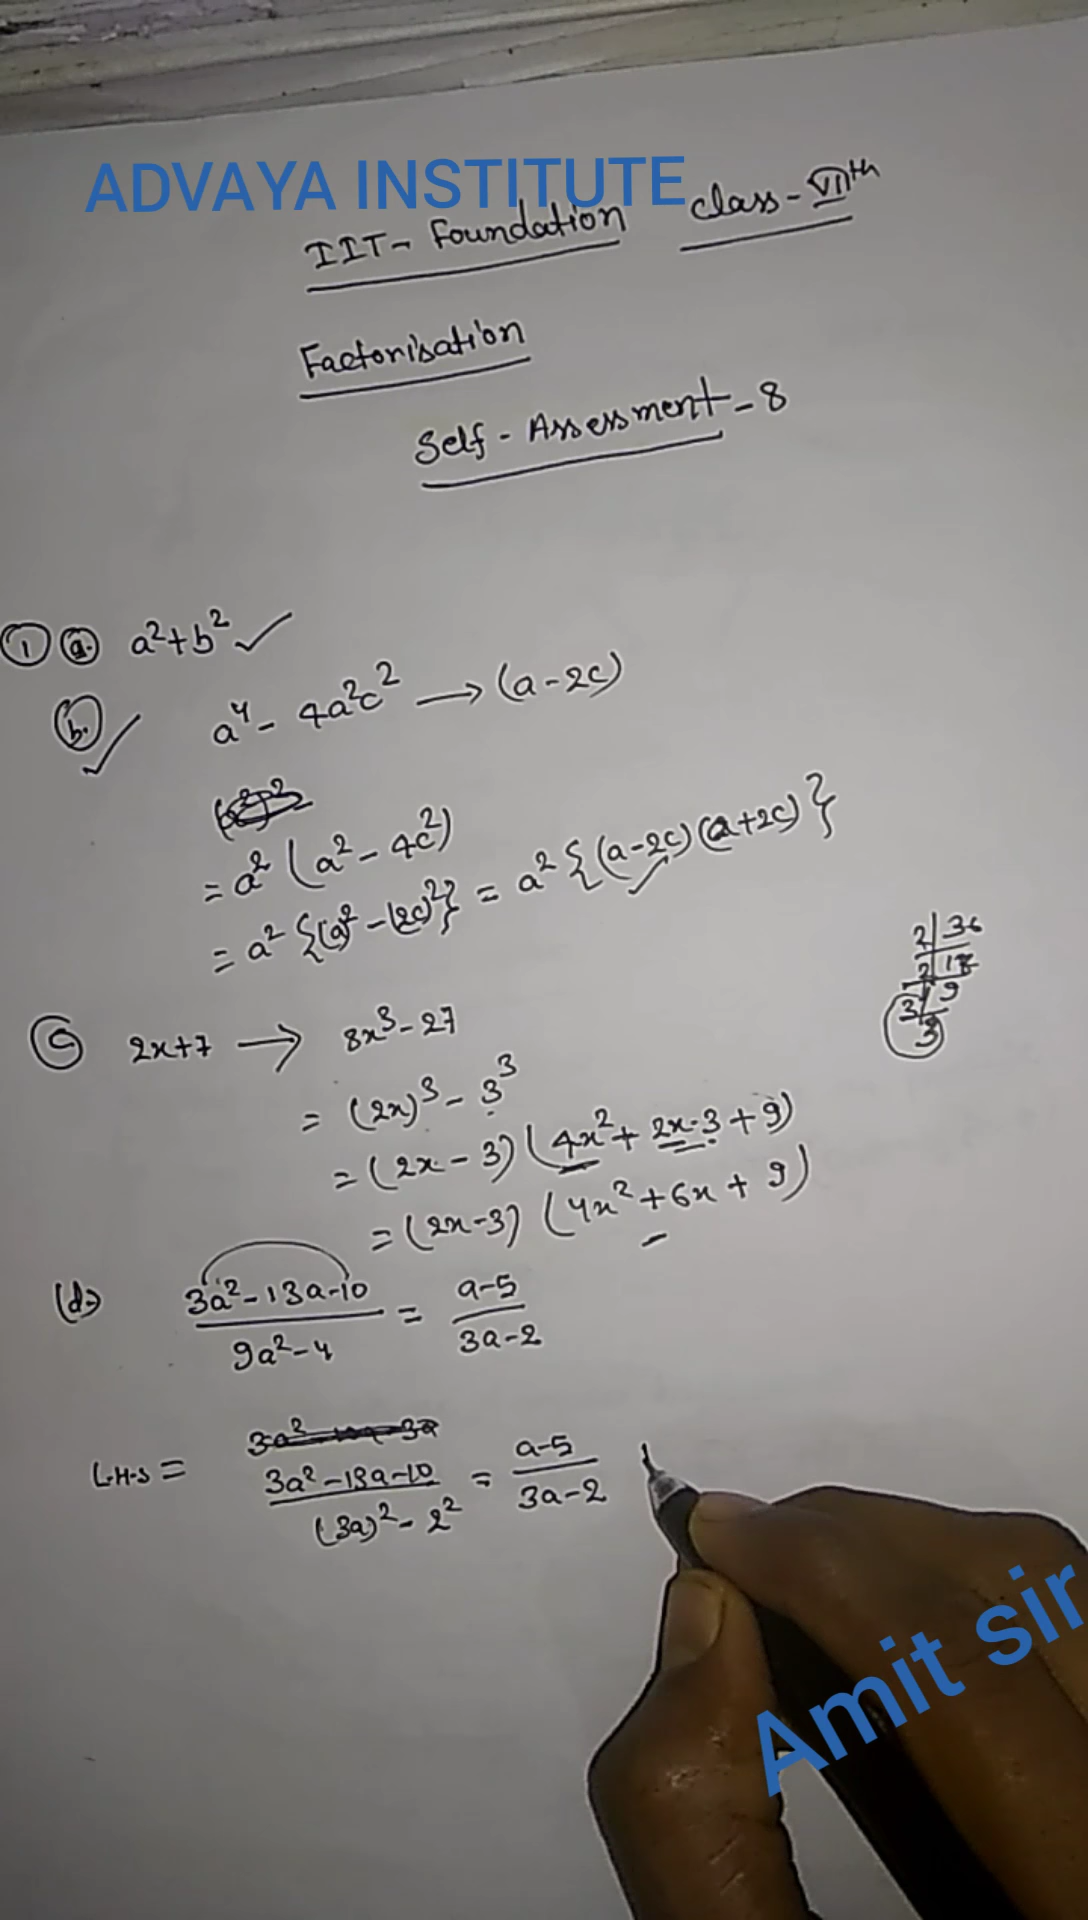 ADVAYA INSTITUTE
IIT- Foundation class-VIIth
Factorisation
Self-Assessment-8
① ⓐ. a²+b² ✓
ⓑ. ✓ a⁴ - 4a²c² → (a-2c)
= a² (a² - 4c²)
= a² {(a)² - (2c)²} = a² {(a-2c)(a+2c)}
2|36
2|18
3|9
3
ⓒ 2x+7 → 8x³-27
= (2x)³ - 3³
= (2x - 3) (4x² + 2x·3 + 9)
= (2x-3) (4x² + 6x + 9)
(d.) 3a²-13a-10 / 9a²-4 = a-5 / 3a-2
L.H.S = 3a²-13a-10 / (3a)² - 2² = a-5 / 3a-2
Amit sir